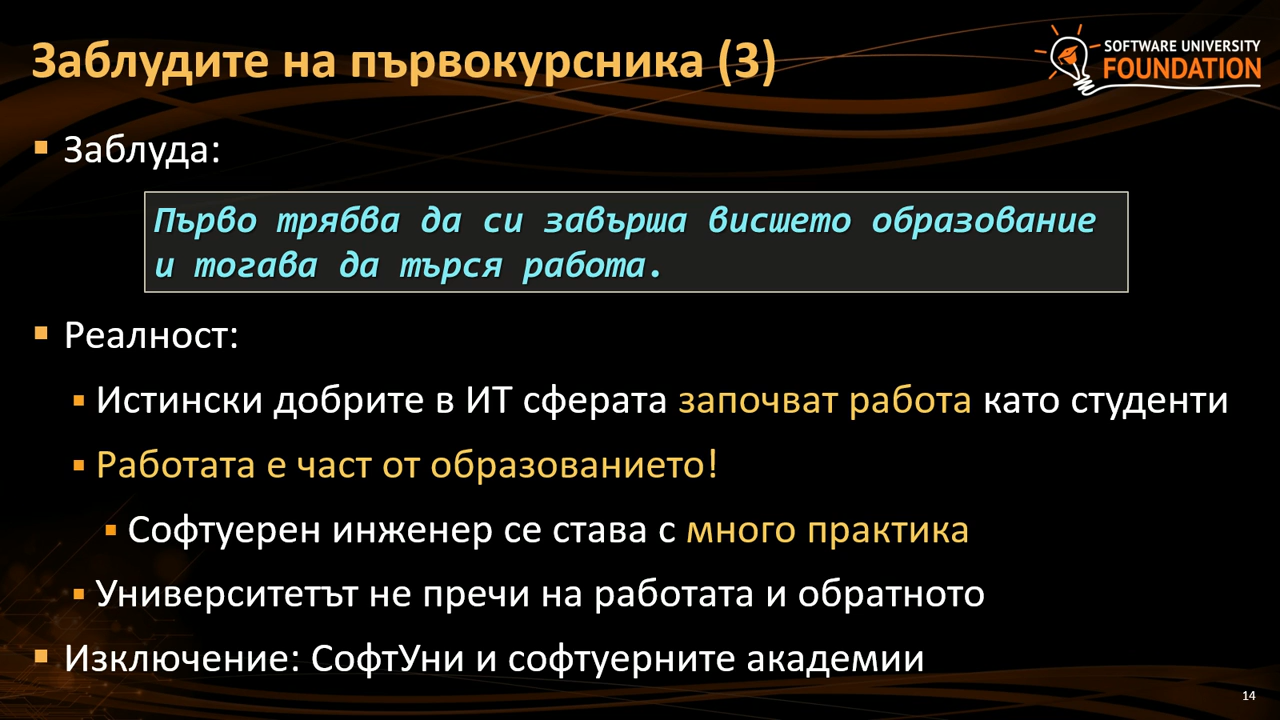 Заблудите на първокурсника (3)
SOFTWARE UNIVERSITY
FOUNDATION
Заблуда:
Първо трябва да си завърша висшето образование
и тогава да търся работа.
Реалност:
Истински добрите в ИТ сферата започват работа като студенти
Работата е част от образованието!
Софтуерен инженер се става с много практика
Университетът не пречи на работата и обратното
Изключение: СофтУни и софтуерните академии
14